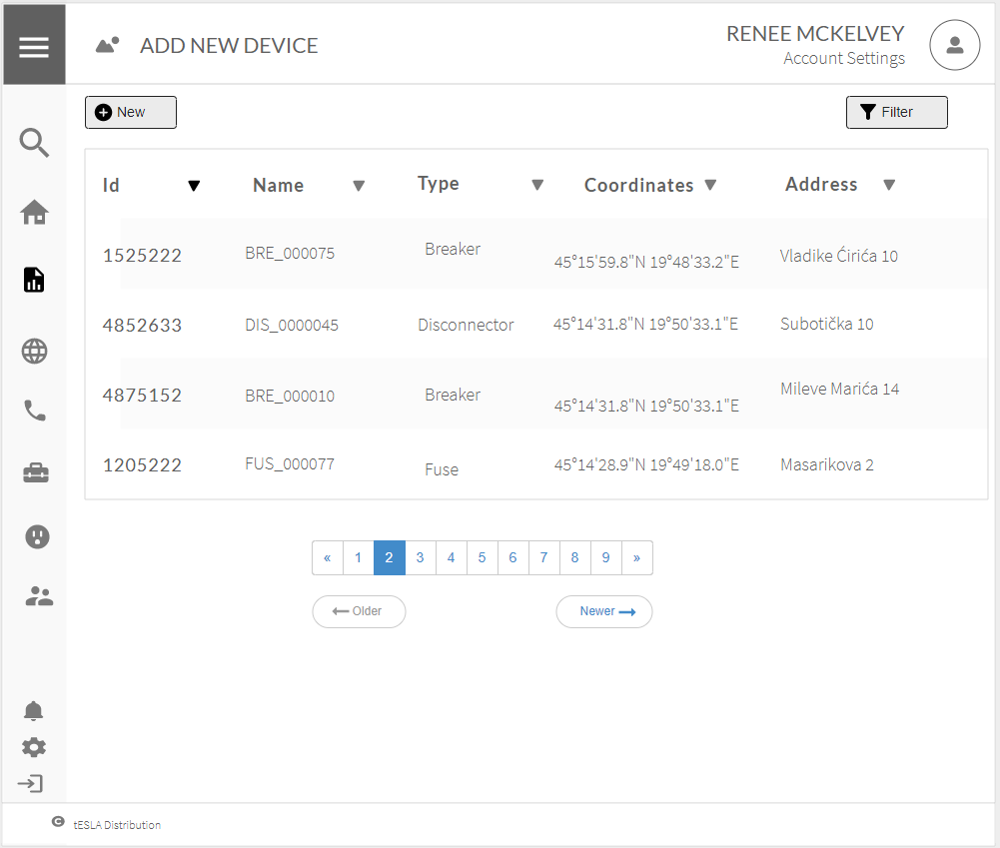 ADD NEW DEVICE
RENEE MCKELVEY
Account Settings
New
Filter
Id Name Type Coordinates Address
1525222 BRE_000075 Breaker 45°15'59.8"N 19°48'33.2"E Vladike Ćirića 10
4852633 DIS_0000045 Disconnector 45°14'31.8"N 19°50'33.1"E Subotička 10
4875152 BRE_000010 Breaker 45°14'31.8"N 19°50'33.1"E Mileve Marića 14
1205222 FUS_000077 Fuse 45°14'28.9"N 19°49'18.0"E Masarikova 2
« 1 2 3 4 5 6 7 8 9 »
Older Newer
tESLA Distribution